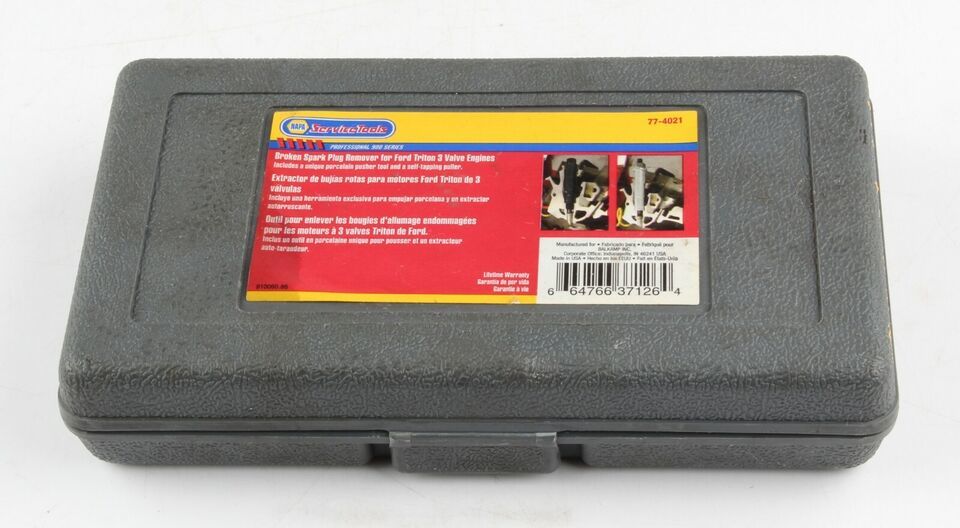 NAPA ServiceTools
77-4021
PROFESSIONAL 900 SERIES
Broken Spark Plug Remover for Ford Triton 3 Valve Engines
Includes a unique porcelain pusher tool and a self-tapping puller.
Extractor de bujías rotas para motores Ford Triton de 3
válvulas
Incluye una herramienta exclusiva para empujar porcelana y un extractor
autorroscante.
Outil pour enlever les bougies d'allumage endommagées
pour les moteurs à 3 valves Triton de Ford.
Inclus un outil en porcelaine unique pour pousser et un extracteur
auto-taraudeur.
Lifetime Warranty
Garantía de por vida
Garantie à vie
Manufactured for • Fabricado para • Fabriqué pour
BALKAMP INC.
Corporate Office: Indianapolis, IN 46241 USA
Made in USA • Hecho en los EEUU • Fait en États-Unis
6 64766 37126 4